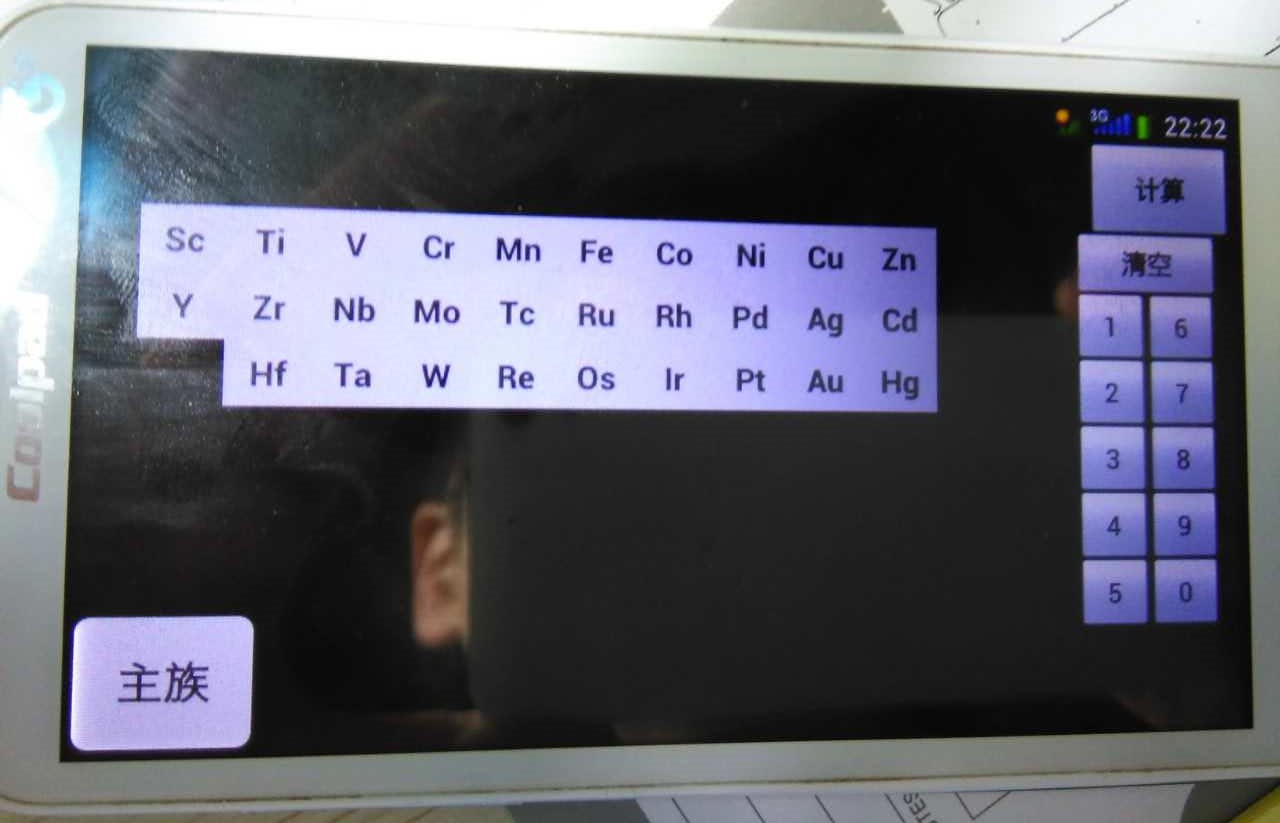 Coolpad
3G 22:22
计算
清空
Sc Ti V Cr Mn Fe Co Ni Cu Zn
Y Zr Nb Mo Tc Ru Rh Pd Ag Cd
Hf Ta W Re Os Ir Pt Au Hg
1 6
2 7
3 8
4 9
5 0
主族